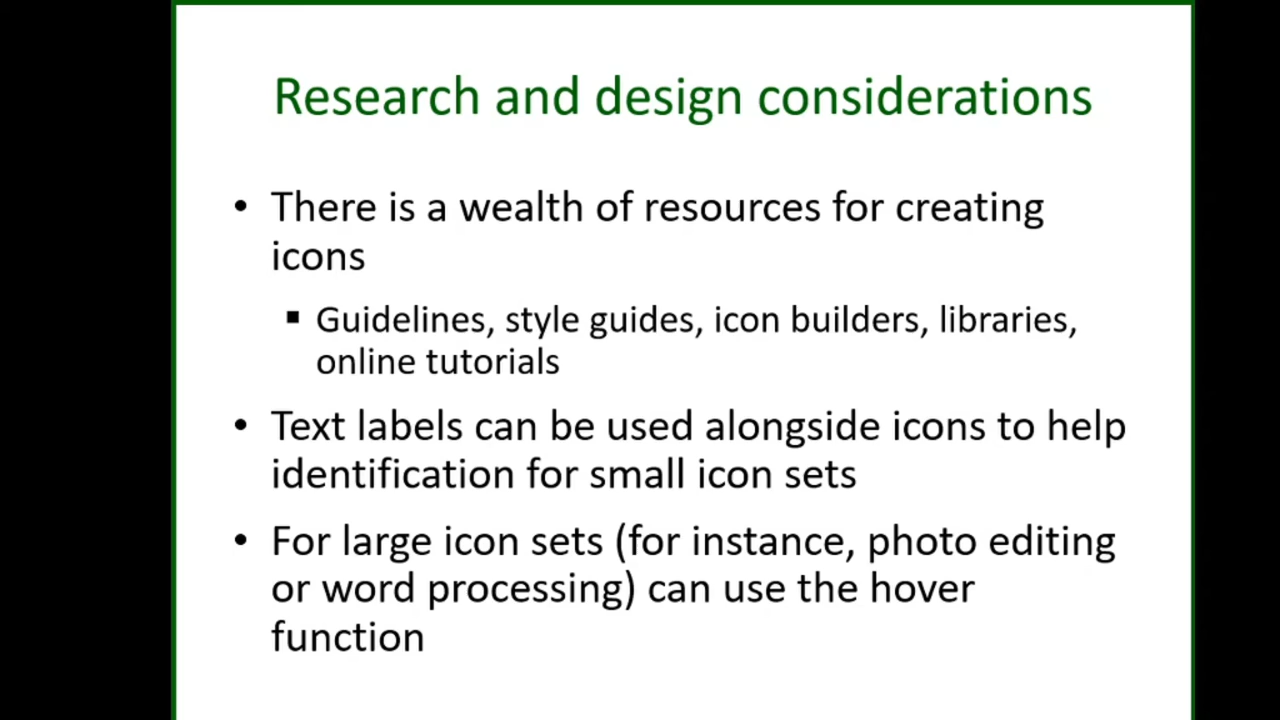 Research and design considerations
• There is a wealth of resources for creating
icons
▪ Guidelines, style guides, icon builders, libraries,
online tutorials
• Text labels can be used alongside icons to help
identification for small icon sets
• For large icon sets (for instance, photo editing
or word processing) can use the hover
function